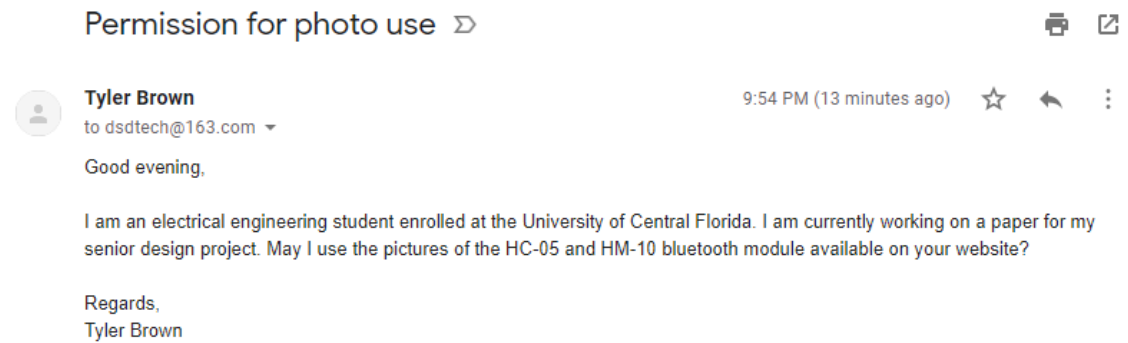 Permission for photo use
Tyler Brown
9:54 PM (13 minutes ago)
to dsdtech@163.com
Good evening,
I am an electrical engineering student enrolled at the University of Central Florida. I am currently working on a paper for my
senior design project. May I use the pictures of the HC-05 and HM-10 bluetooth module available on your website?
Regards,
Tyler Brown